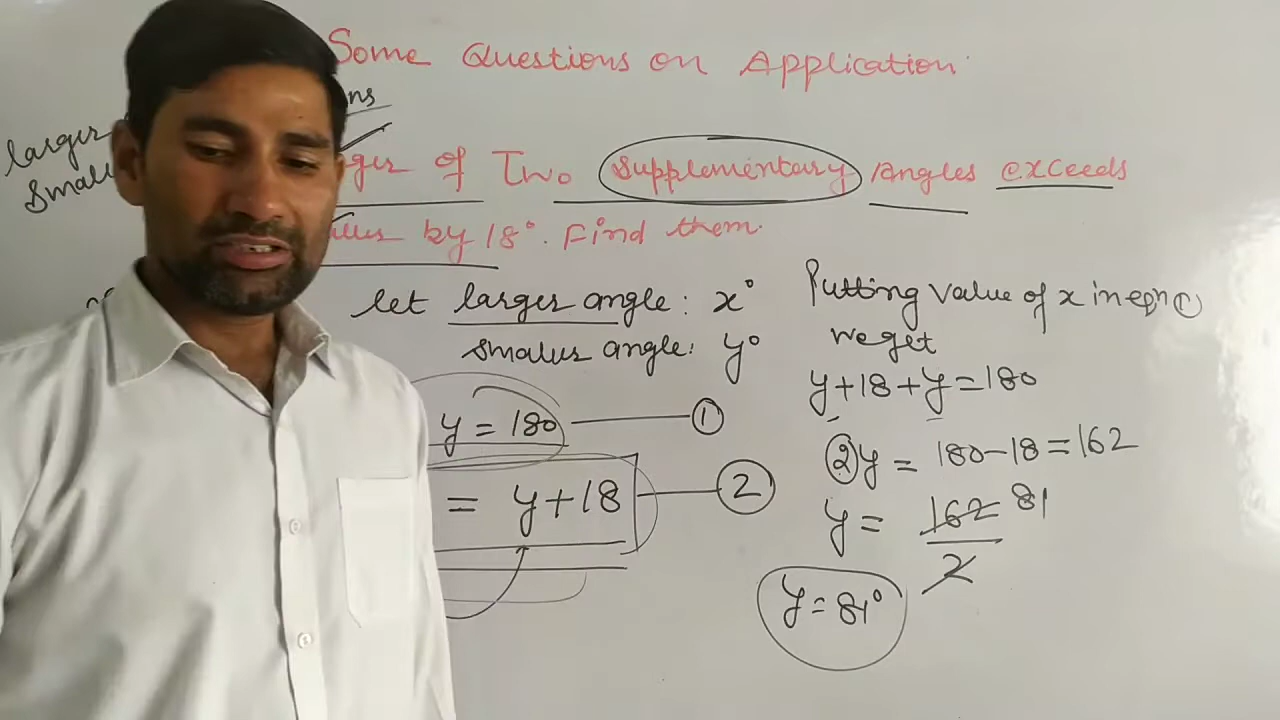 Some Questions on Application.
ns
larger
Smalle
ger of Two Supplementary Angles exceeds
by 18°. Find them.
let larger angle: x°
smaller angle: y°
y = 180 ① 
= y+18 ②
Putting value of x in eqn ①
we get
y+18+y=180
2y = 180-18=162
y = 162 81
2
y=81°